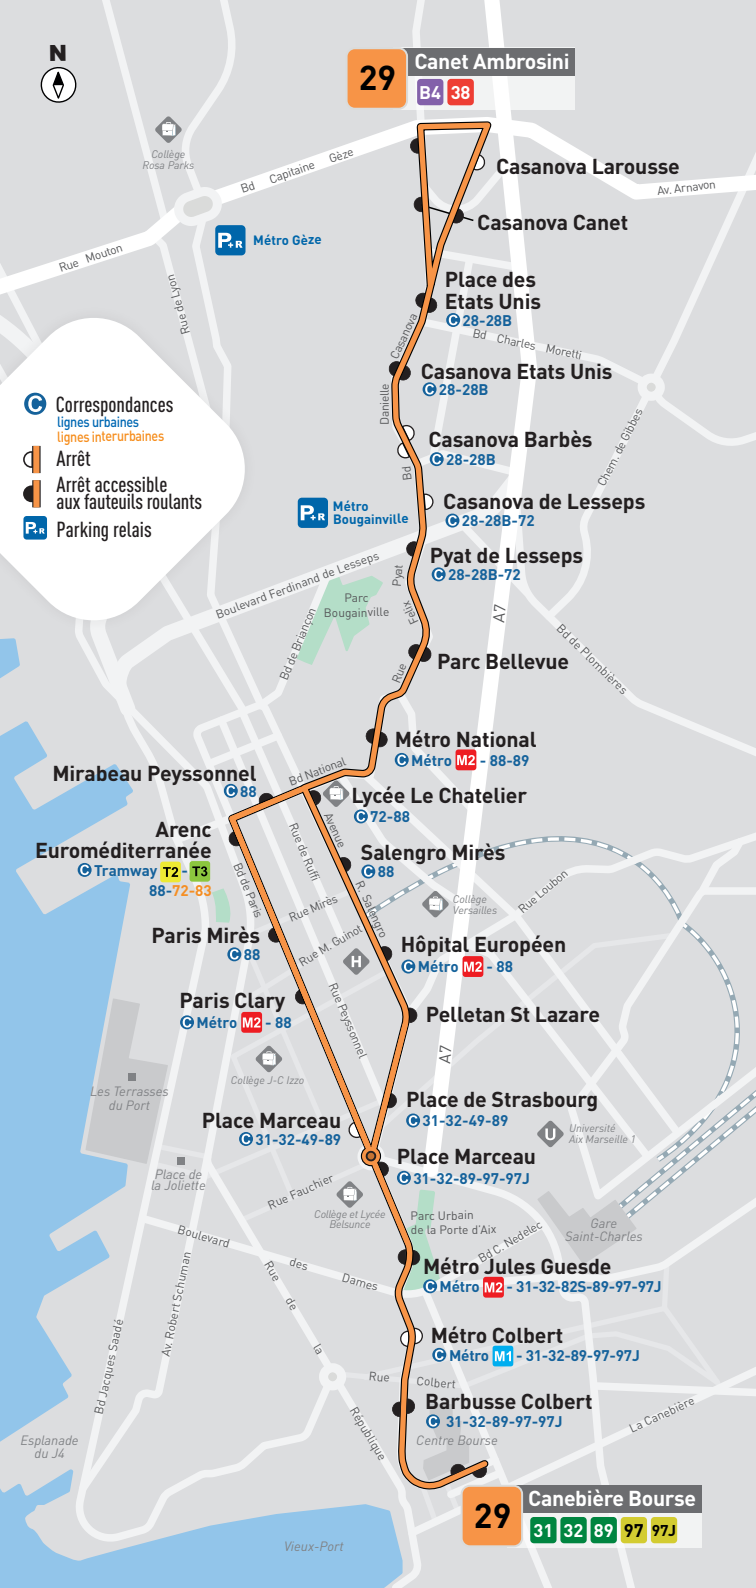 N
29
Canet Ambrosini
B4 38
Collège
Rosa Parks
Bd Capitaine Gèze
Casanova Larousse
Av. Arnavon
Casanova Canet
P+R Métro Gèze
Rue Mouton
Rue de Lyon
Place des
Etats Unis
C 28-28B
Bd Charles Moretti
Casanova Etats Unis
C 28-28B
Bd Danielle Casanova
C Correspondances
lignes urbaines
lignes interurbaines
Arrêt
Arrêt accessible
aux fauteuils roulants
P+R Parking relais
Casanova Barbès
C 28-28B
Chem. de Gibbes
Casanova de Lesseps
C 28-28B-72
P+R Métro
Bougainville
Pyat de Lesseps
C 28-28B-72
Boulevard Ferdinand de Lesseps
Rue Felix Pyat
Parc
Bougainville
A7
Bd de Briançon
Bd de Plombières
Parc Bellevue
Métro National
C Métro M2 - 88-89
Bd National
Mirabeau Peyssonnel
C 88
Lycée Le Chatelier
C 72-88
Arenc
Euroméditerranée
C Tramway T2 - T3
88-72-83
Avenue R. Salengro
Rue de Ruffi
Salengro Mirès
C 88
Bd de Paris
Rue Mirès
Collège
Versailles
Rue Loubon
Paris Mirès
C 88
Rue M. Guinot
H
Hôpital Européen
C Métro M2 - 88
Paris Clary
C Métro M2 - 88
Rue Peyssonnel
Pelletan St Lazare
A7
Collège J-C Izzo
Les Terrasses
du Port
Place de Strasbourg
C 31-32-49-89
Place Marceau
C 31-32-49-89
U
Université
Aix Marseille 1
Place Marceau
C 31-32-89-97-97J
Place de
la Joliette
Rue Fauchier
Collège et Lycée
Belsunce
Parc Urbain
de la Porte d'Aix
Gare
Saint-Charles
Bd C. Nedelec
Boulevard des Dames
Métro Jules Guesde
C Métro M2 - 31-32-82S-89-97-97J
Av. Robert Schuman
Rue de la République
Bd Jacques Saadé
Métro Colbert
C Métro M1 - 31-32-89-97-97J
Rue Colbert
Barbusse Colbert
C 31-32-89-97-97J
La Canebière
Centre Bourse
Esplanade
du J4
29
Canebière Bourse
31 32 89 97 97J
Vieux-Port